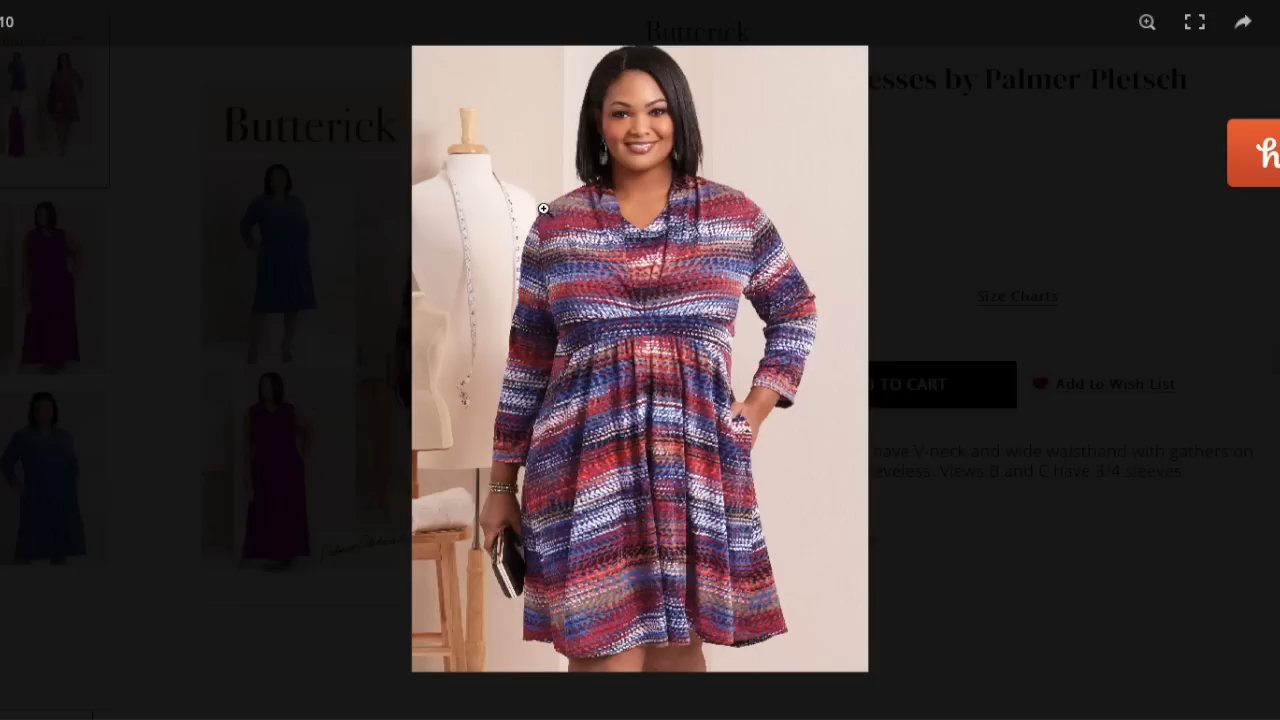 10
Butterick
esses by Palmer Pletsch
Butterick
h
Size Charts
TO CART
Add to Wish List
have V-neck and wide waistband with gathers on
eveless. Views B and C have 3/4 sleeves